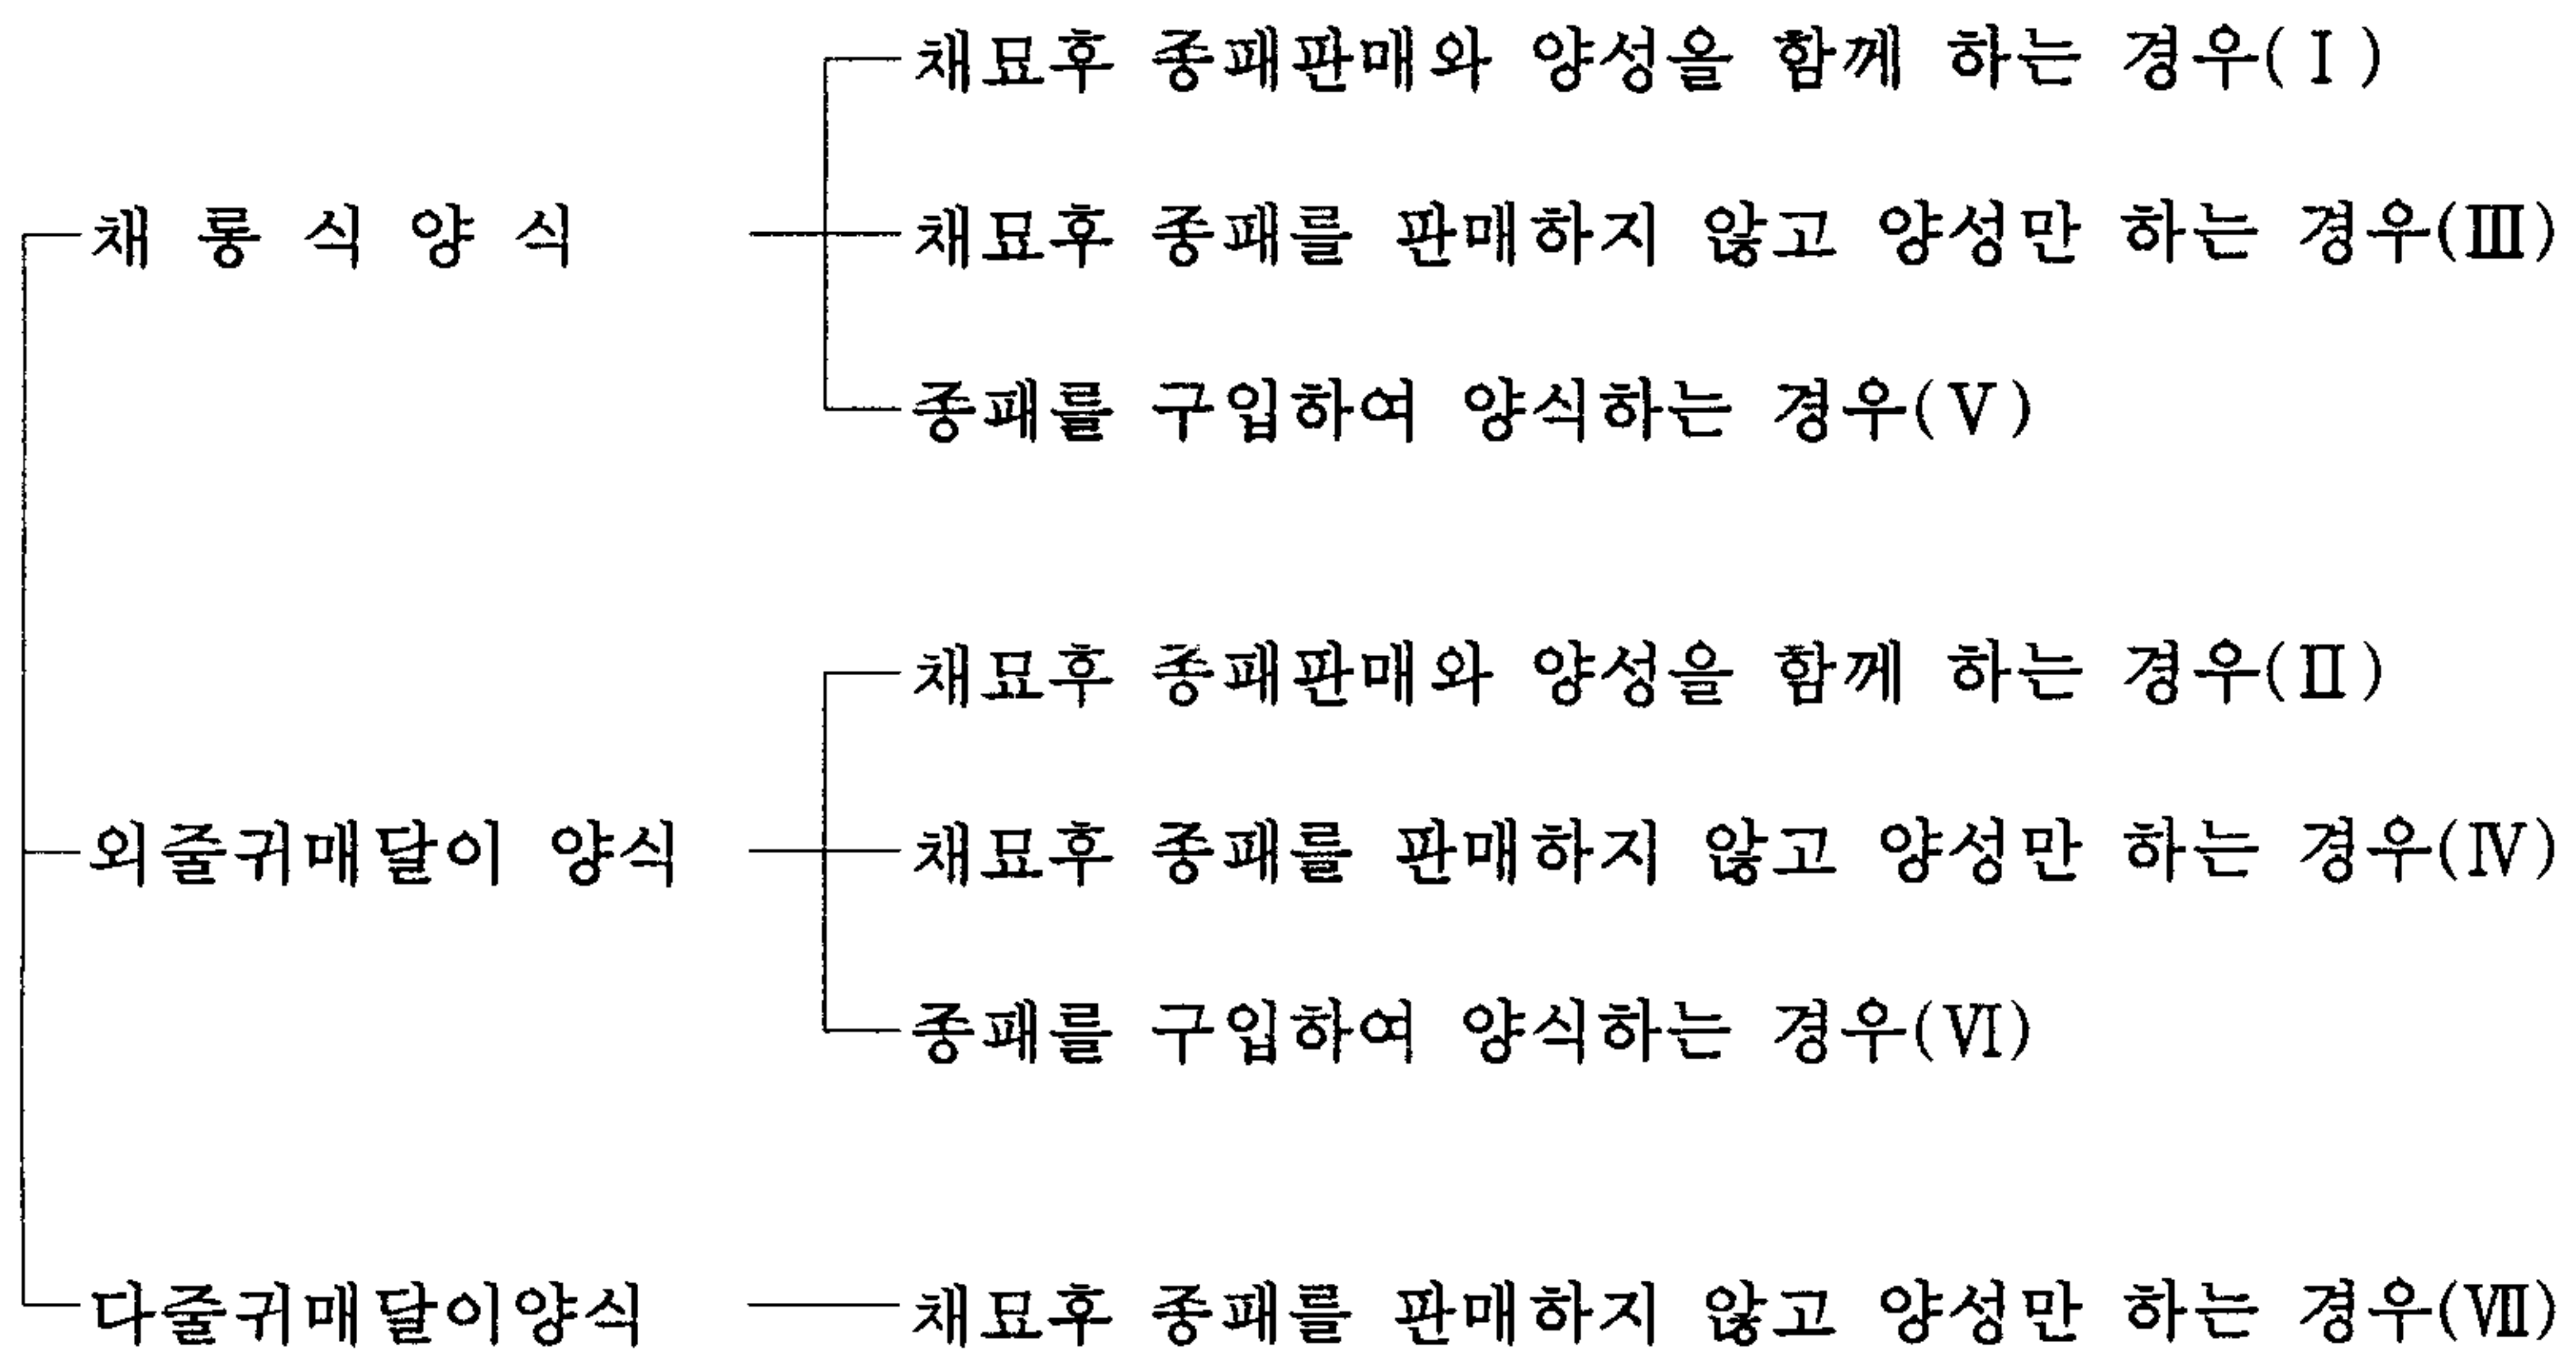 채묘후 종패판매와 양성을 함께 하는 경우(Ⅰ)
채 롱 식 양 식
채묘후 종패를 판매하지 않고 양성만 하는 경우(Ⅲ)
종패를 구입하여 양식하는 경우(Ⅴ)
채묘후 종패판매와 양성을 함께 하는 경우(Ⅱ)
외줄귀매달이 양식
채묘후 종패를 판매하지 않고 양성만 하는 경우(Ⅳ)
종패를 구입하여 양식하는 경우(Ⅵ)
다줄귀매달이양식
채묘후 종패를 판매하지 않고 양성만 하는 경우(Ⅶ)